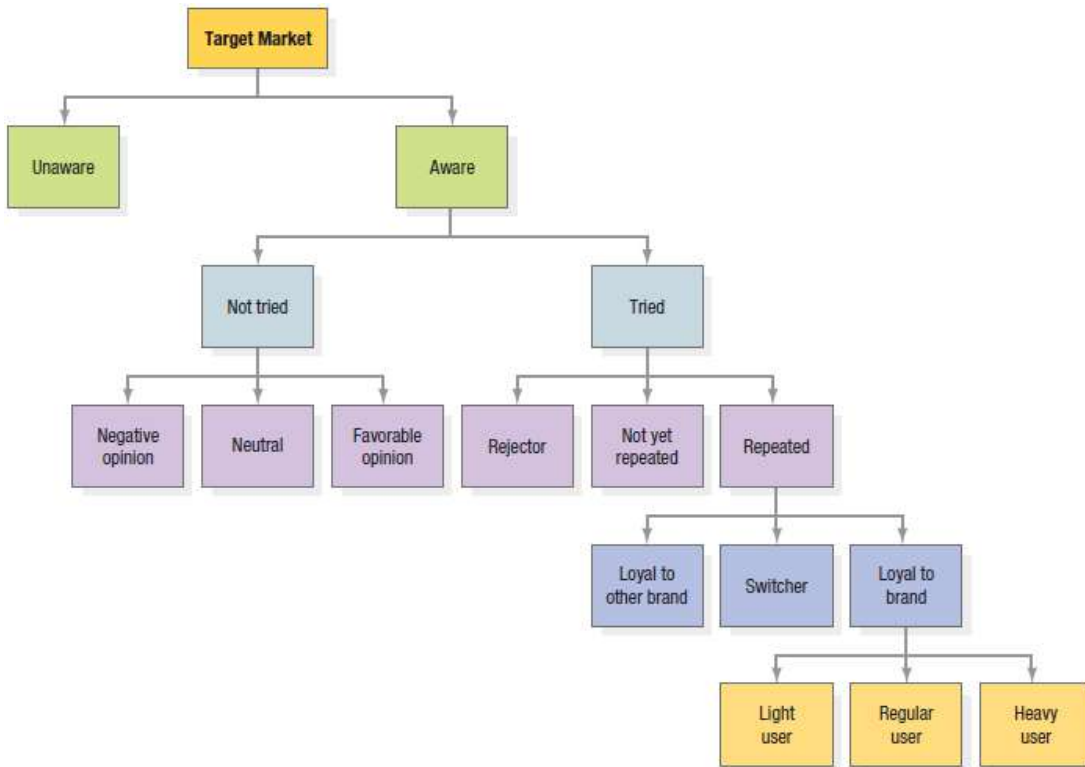 Target Market
Unaware
Aware
Not tried
Tried
Negative
opinion
Neutral
Favorable
opinion
Rejector
Not yet
repeated
Repeated
Loyal to
other brand
Switcher
Loyal to
brand
Light
user
Regular
user
Heavy
user